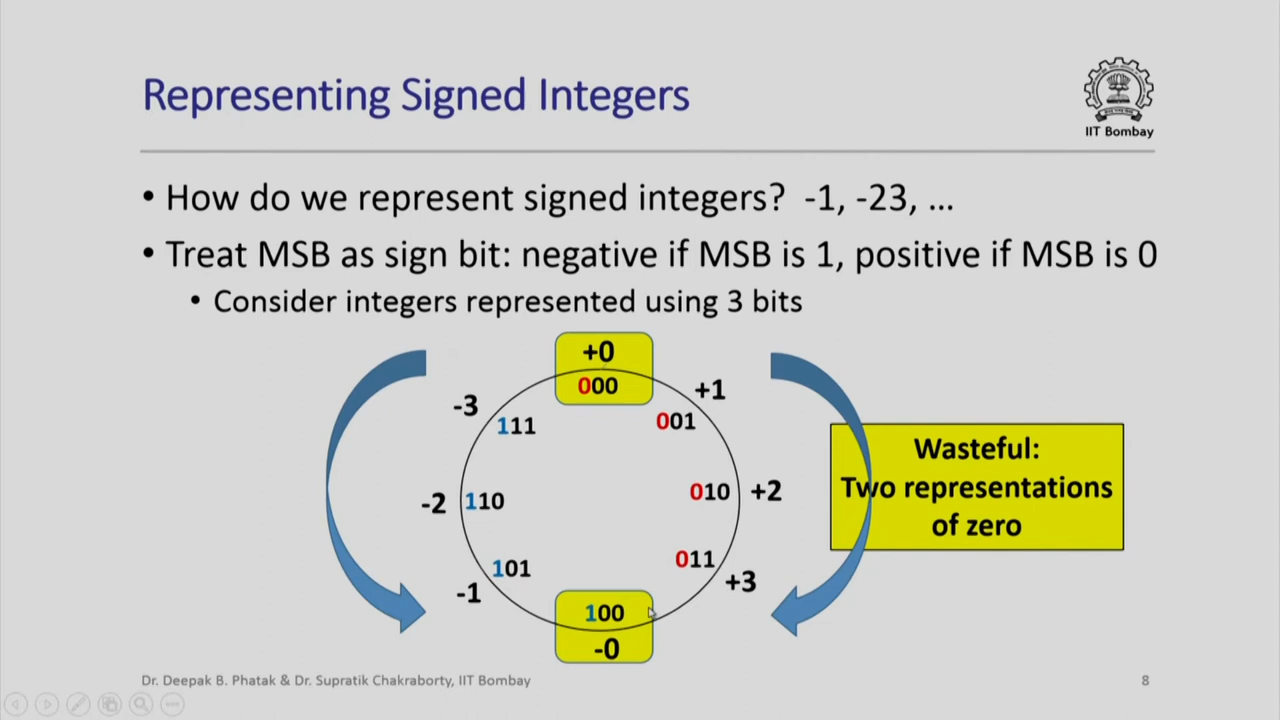 Representing Signed Integers
IIT Bombay
• How do we represent signed integers? -1, -23, ...
• Treat MSB as sign bit: negative if MSB is 1, positive if MSB is 0
• Consider integers represented using 3 bits
+0
000
-3
+1
111
001
-2
110
010
+2
101
011
-1
+3
100
-0
Wasteful:
Two representations
of zero
Dr. Deepak B. Phatak & Dr. Supratik Chakraborty, IIT Bombay
8